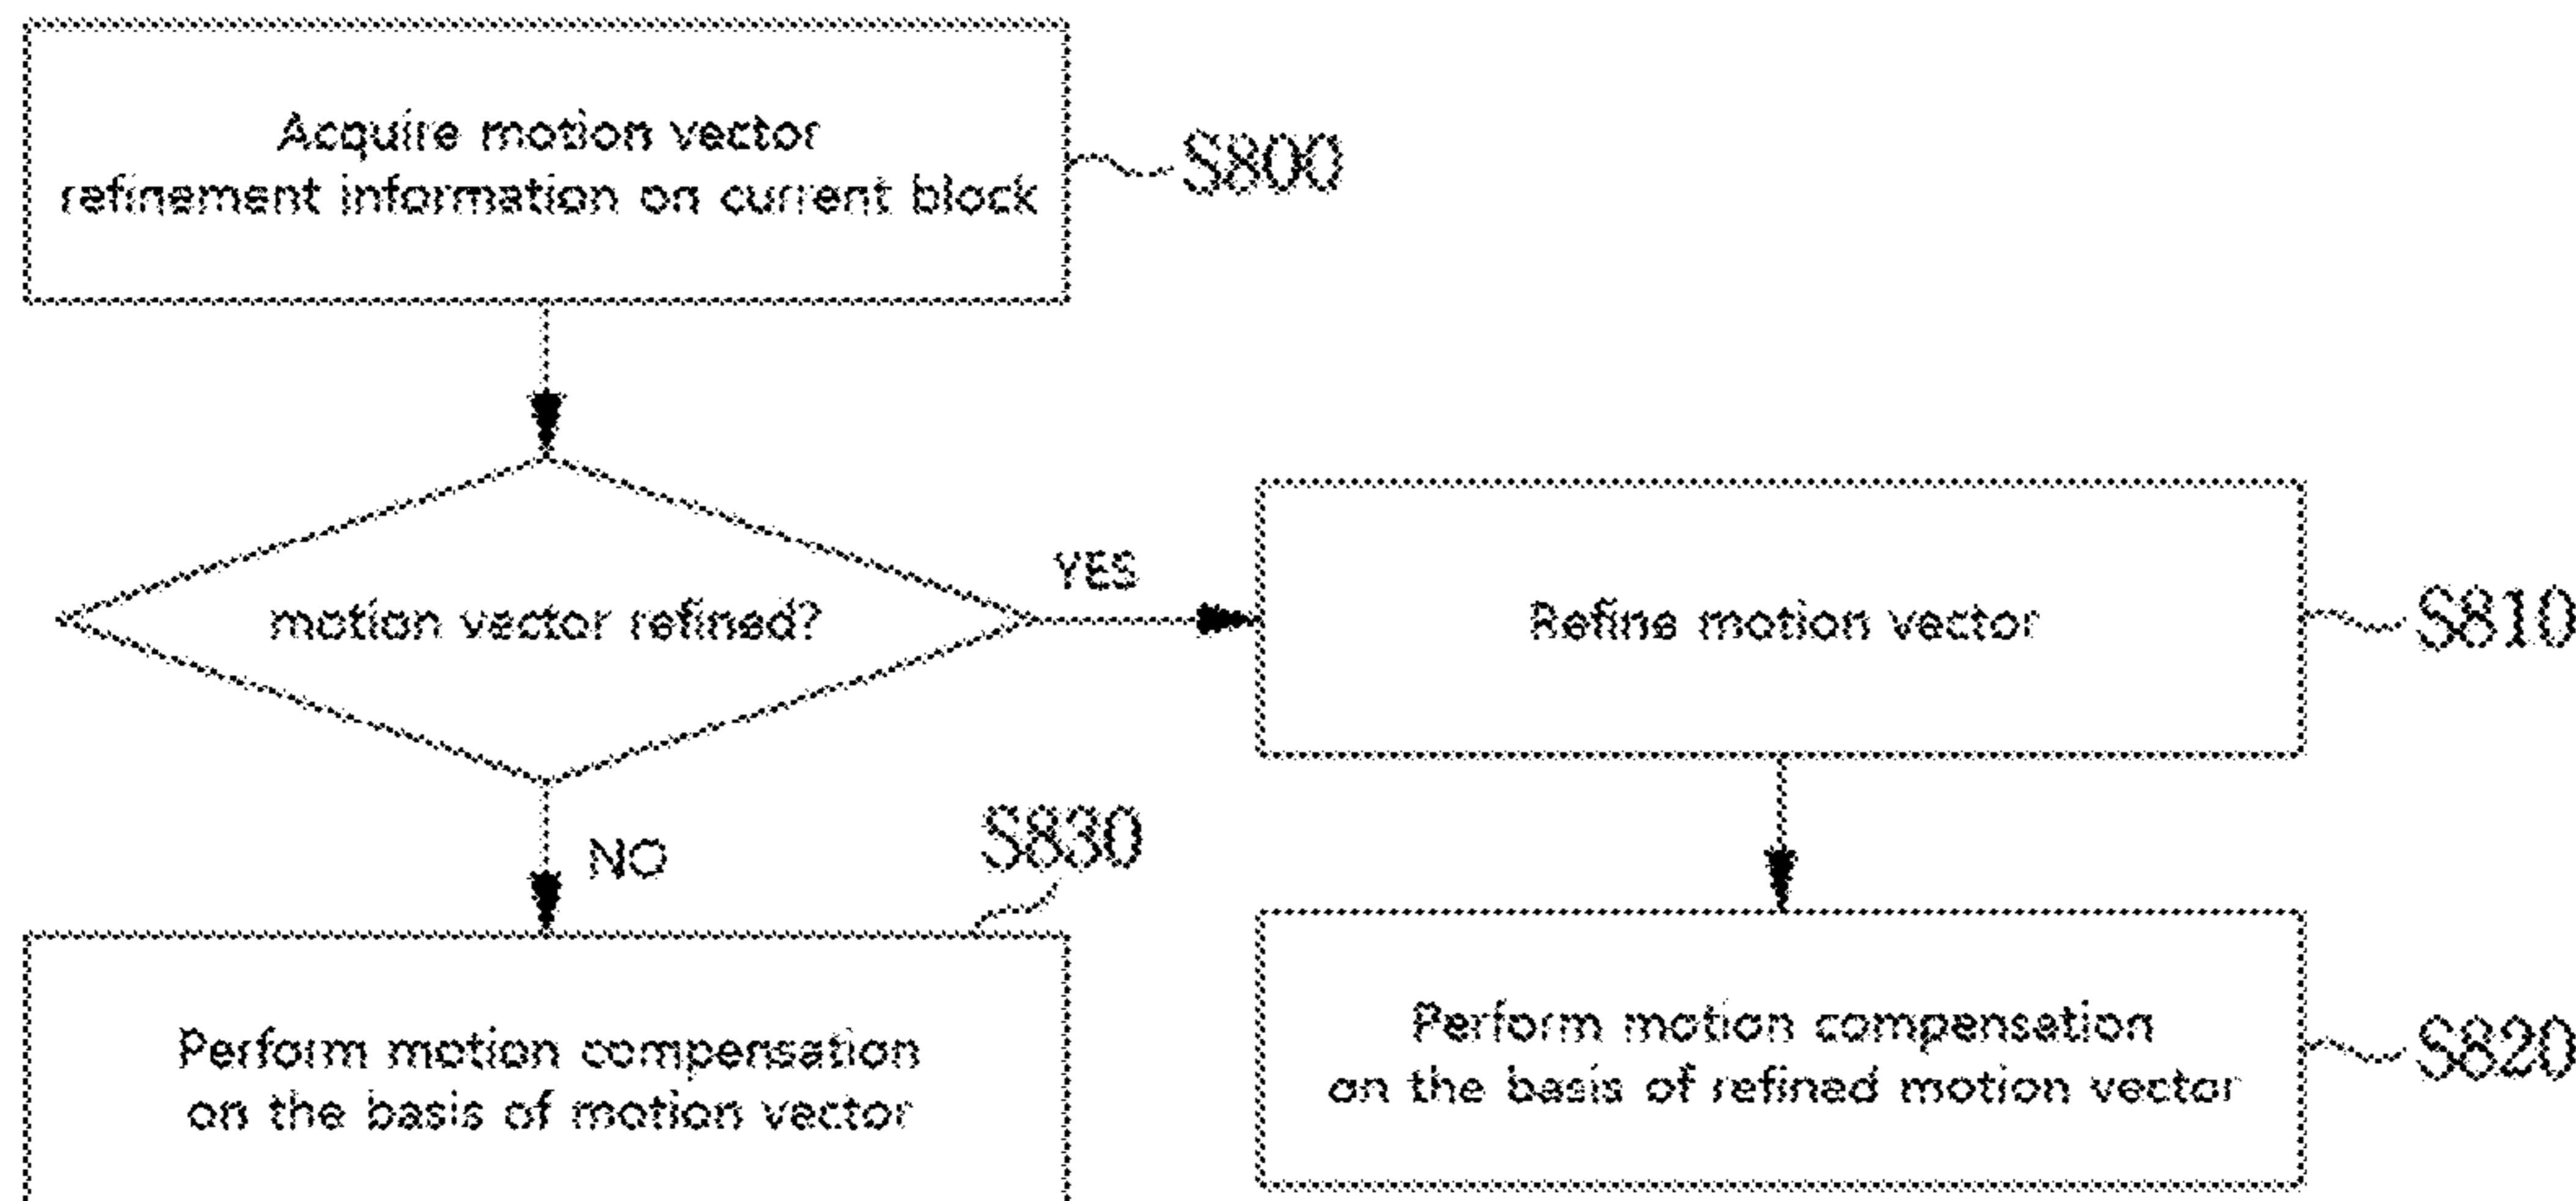 Acquire motion vector
refinement information on current block
S800
motion vector refined?
YES
Refine motion vector
S810
NO
S830
Perform motion compensation
on the basis of motion vector
Perform motion compensation
on the basis of refined motion vector
S820